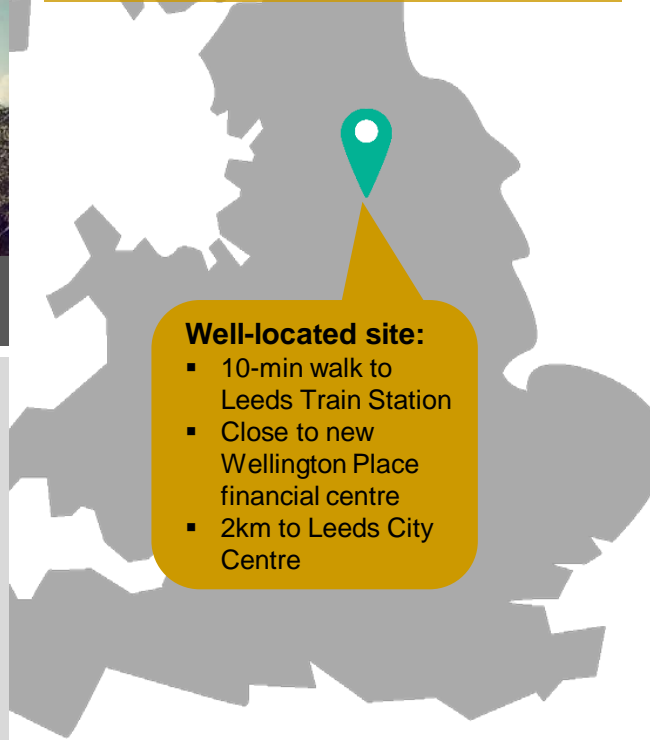 Well-located site:
▪ 10-min walk to
Leeds Train Station
▪ Close to new
Wellington Place
financial centre
▪ 2km to Leeds City
Centre